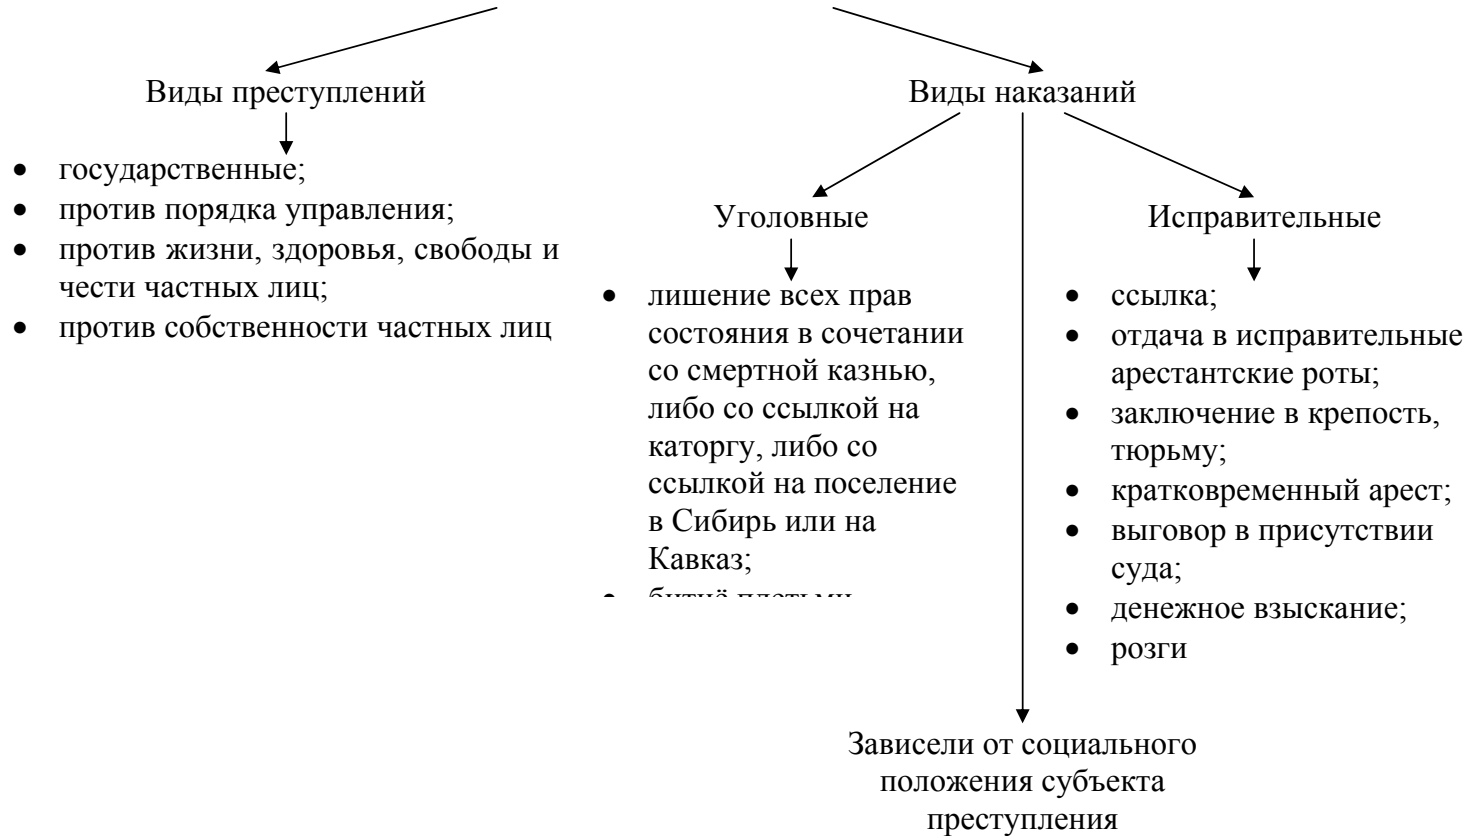 Виды преступлений
• государственные;
• против порядка управления;
• против жизни, здоровья, свободы и
чести частных лиц;
• против собственности частных лиц
Виды наказаний
Уголовные
• лишение всех прав
состояния в сочетании
со смертной казнью,
либо со ссылкой на
каторгу, либо со
ссылкой на поселение
в Сибирь или на
Кавказ;
• битьё плетьми
Исправительные
• ссылка;
• отдача в исправительные
арестантские роты;
• заключение в крепость,
тюрьму;
• кратковременный арест;
• выговор в присутствии
суда;
• денежное взыскание;
• розги
Зависели от социального
положения субъекта
преступления